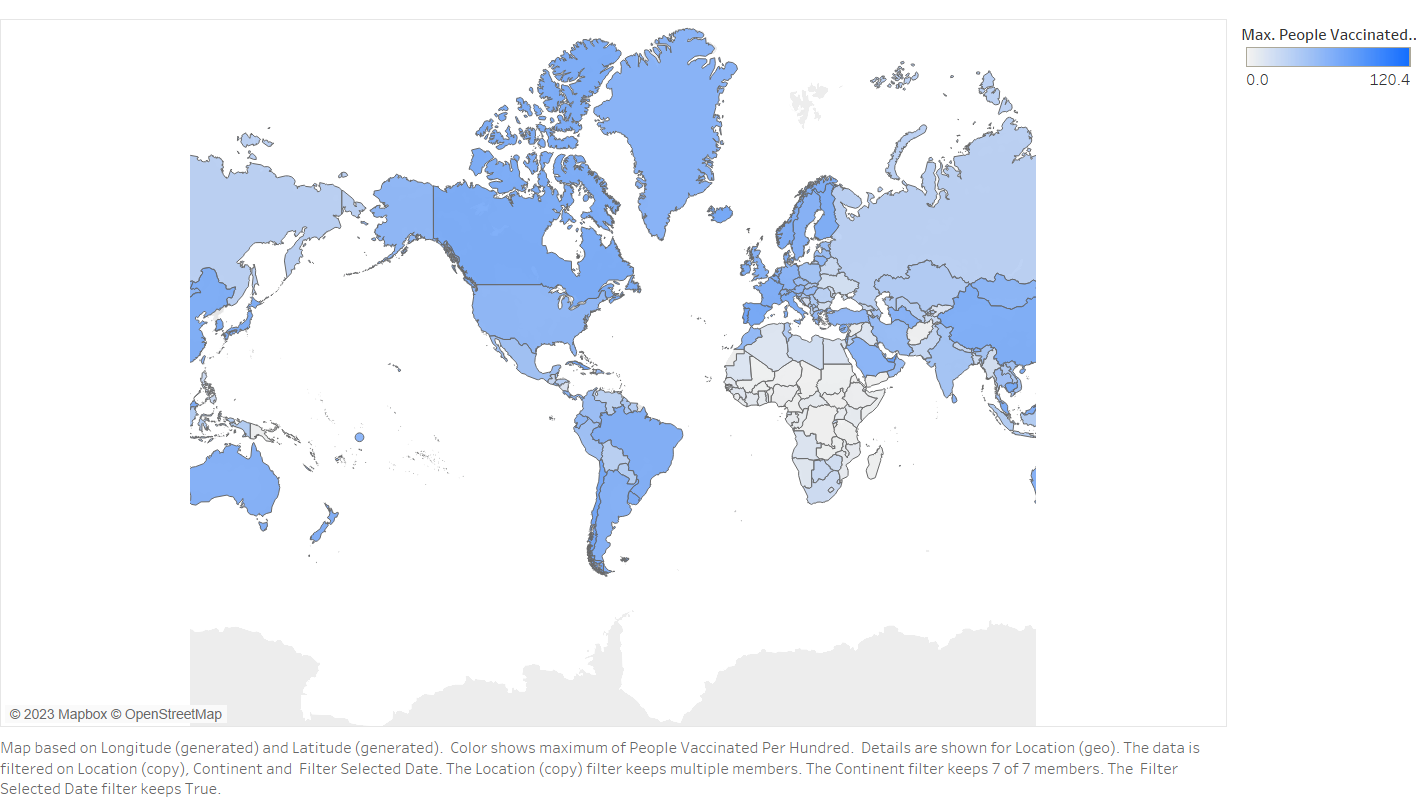 Max. People Vaccinated..
0.0 120.4
© 2023 Mapbox © OpenStreetMap
Map based on Longitude (generated) and Latitude (generated).  Color shows maximum of People Vaccinated Per Hundred.  Details are shown for Location (geo). The data is
filtered on Location (copy), Continent and  Filter Selected Date. The Location (copy) filter keeps multiple members. The Continent filter keeps 7 of 7 members. The  Filter
Selected Date filter keeps True.